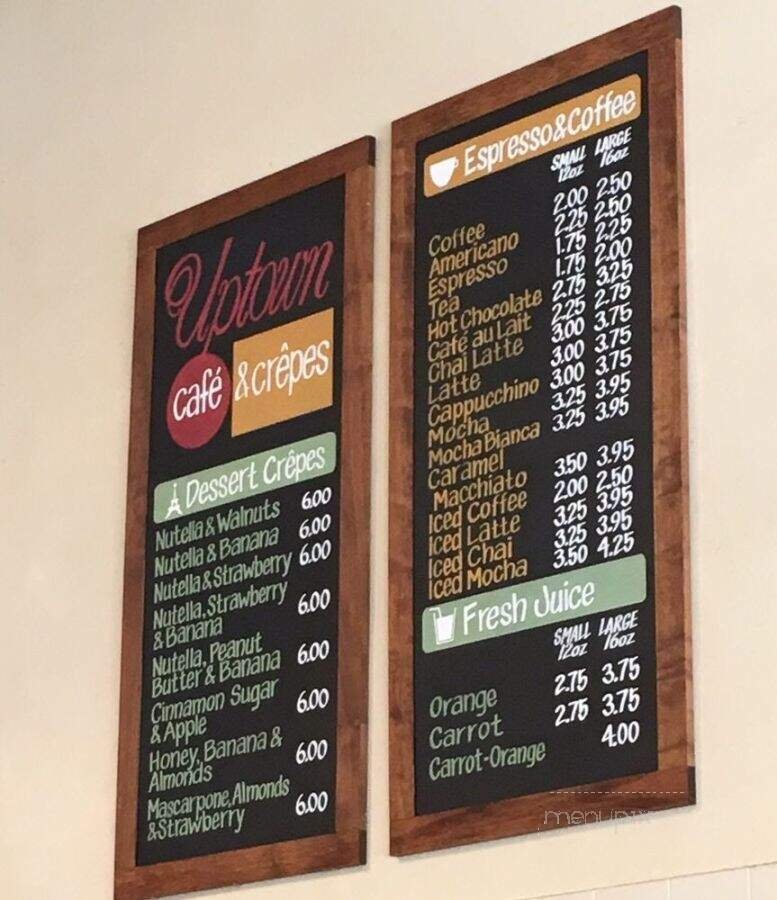 Uptown
café & crêpes
Dessert Crêpes
Nutella & Walnuts 6.00
Nutella & Banana 6.00
Nutella & Strawberry 6.00
Nutella, Strawberry
& Banana 6.00
Nutella, Peanut
Butter & Banana 6.00
Cinnamon Sugar
& Apple 6.00
Honey, Banana &
Almonds 6.00
Mascarpone, Almonds
& Strawberry 6.00
Espresso & Coffee
SMALL LARGE
12oz 16oz
Coffee 2.00 2.50
Americano 2.25 2.50
Espresso 1.75 2.25
Tea 1.75 2.00
Hot Chocolate 2.75 3.25
Café au Lait 2.25 2.75
Chai Latte 3.00 3.75
Latte 3.00 3.75
Cappucchino 3.00 3.75
Mocha 3.25 3.95
Mocha Bianca 3.25 3.95
Caramel
Macchiato 3.50 3.95
Iced Coffee 2.00 2.50
Iced Latte 3.25 3.95
Iced Chai 3.25 3.95
Iced Mocha 3.50 4.25
Fresh Juice
SMALL LARGE
12oz 16oz
Orange 2.75 3.75
Carrot 2.75 3.75
Carrot-Orange 4.00
menupix